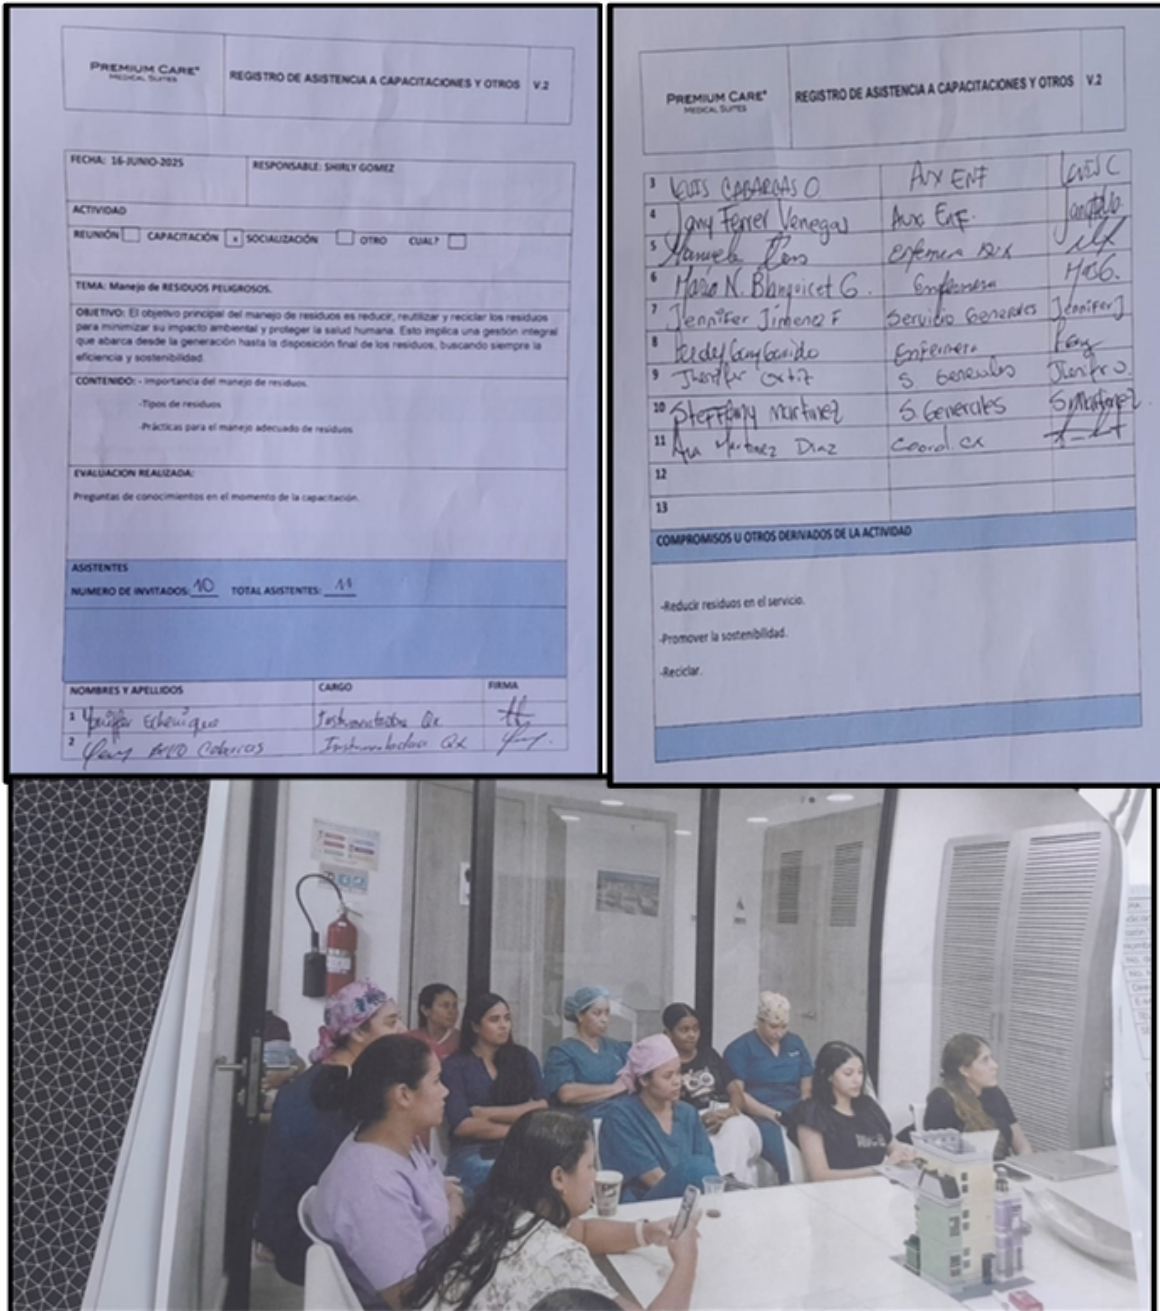 PREMIUM CARE®
MEDICAL SUITES
REGISTRO DE ASISTENCIA A CAPACITACIONES Y OTROS
V.2
FECHA: 16-JUNIO-2025
RESPONSABLE: SHIRLY GOMEZ
ACTIVIDAD
REUNIÓN CAPACITACIÓN x SOCIALIZACIÓN OTRO CUAL?
TEMA: Manejo de RESIDUOS PELIGROSOS.
OBJETIVO: El objetivo principal del manejo de residuos es reducir, reutilizar y reciclar los residuos
para minimizar su impacto ambiental y proteger la salud humana. Esto implica una gestión integral
que abarca desde la generación hasta la disposición final de los residuos, buscando siempre la
eficiencia y sostenibilidad.
CONTENIDO: - Importancia del manejo de residuos.
-Tipos de residuos
-Prácticas para el manejo adecuado de residuos
EVALUACION REALIZADA:
Preguntas de conocimientos en el momento de la capacitación.
ASISTENTES
NUMERO DE INVITADOS: 10 TOTAL ASISTENTES: 11
NOMBRES Y APELLIDOS CARGO FIRMA
1 Echenique Qx
2 Instrumentadora Qx
PREMIUM CARE®
MEDICAL SUITES
REGISTRO DE ASISTENCIA A CAPACITACIONES Y OTROS
V.2
3 LUIS CABARCAS O Aux ENF LUIS C
4 Jany Ferrer Venegas Aux Enf.
5 Enfermera
6 Maria N. Blanquicet G. Enfermera
7 Jennifer Jimenez F Servicio Generales Jennifer J
8 Garrido Enfermera
9 Ortiz S. Generales
10 Steffany Martinez S. Generales S. Martinez
11 Ana Martinez Diaz Coord. cx
12
13
COMPROMISOS U OTROS DERIVADOS DE LA ACTIVIDAD
-Reducir residuos en el servicio.
-Promover la sostenibilidad.
-Reciclar.